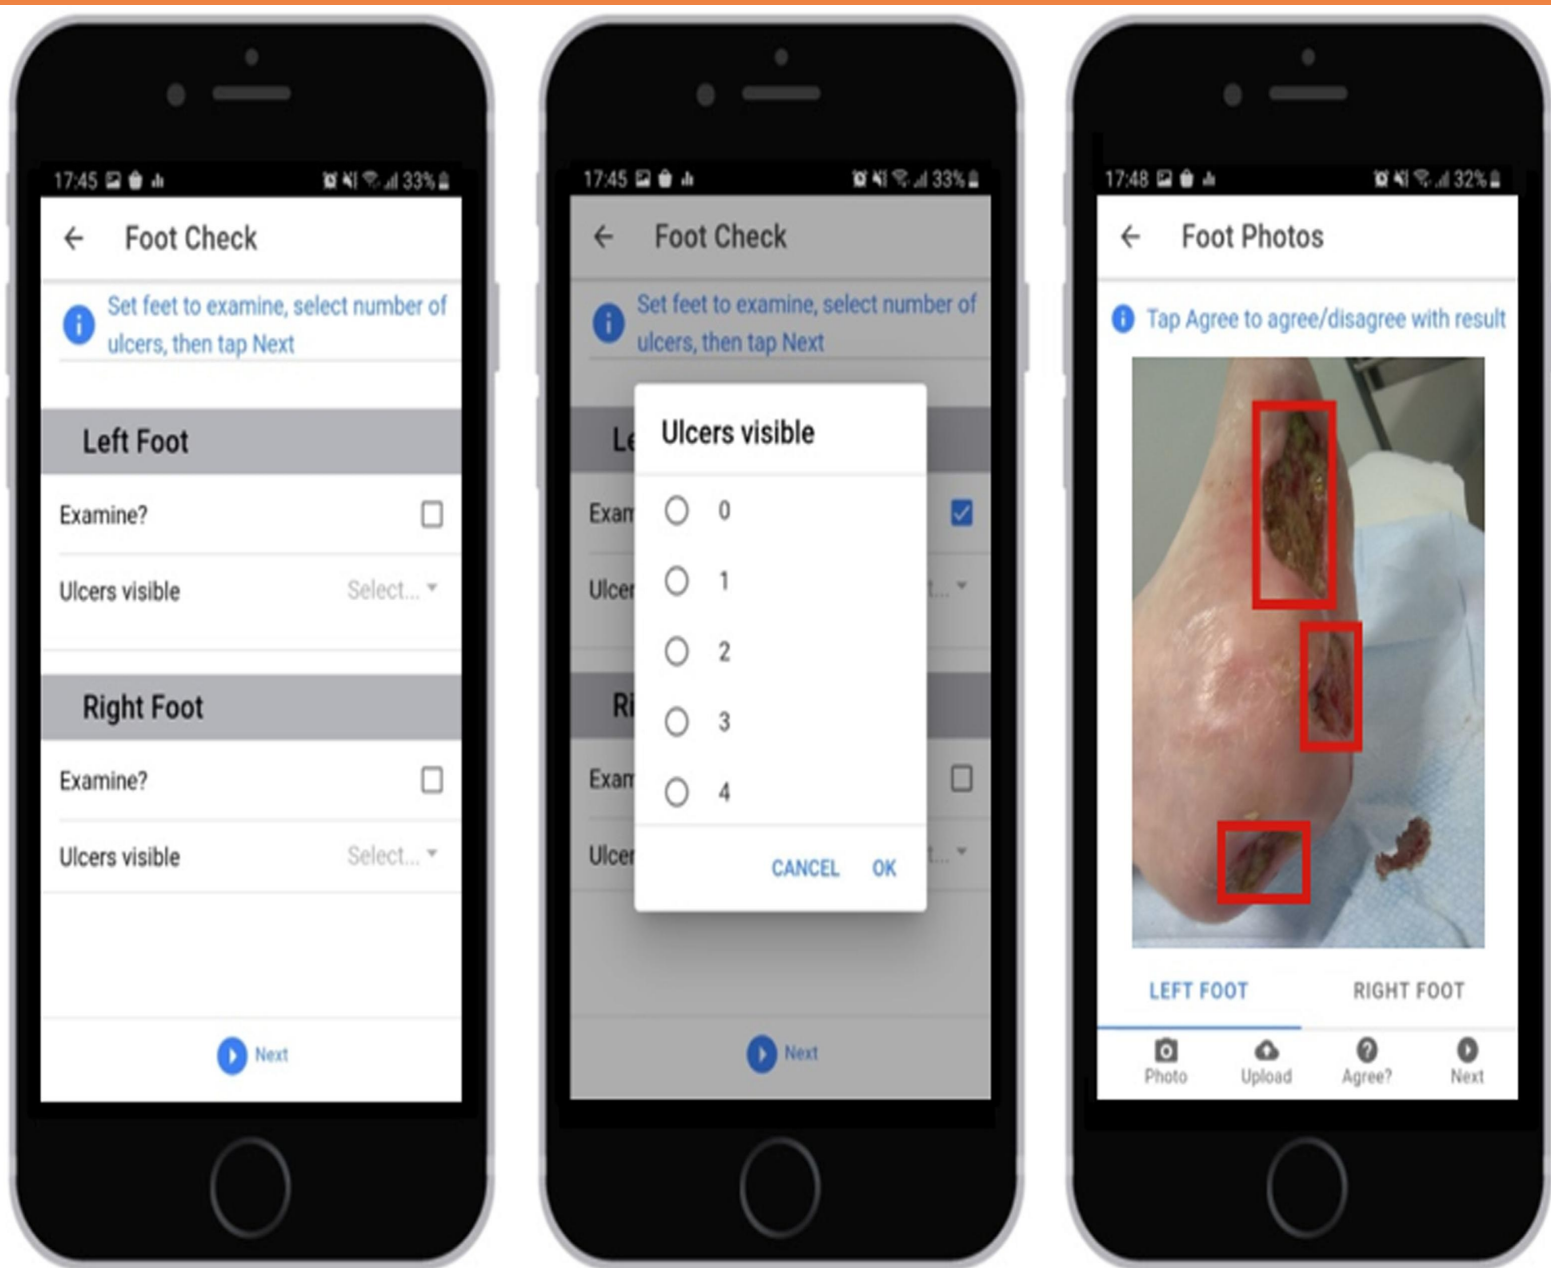 17:45
33%
Foot Check
Set feet to examine, select number of
ulcers, then tap Next
Left Foot
Examine?
Ulcers visible
Select...
Right Foot
Examine?
Ulcers visible
Select...
Next
17:45
33%
Foot Check
Set feet to examine, select number of
ulcers, then tap Next
Ulcers visible
0
1
2
3
4
CANCEL OK
Next
17:48
32%
Foot Photos
Tap Agree to agree/disagree with result
LEFT FOOT
RIGHT FOOT
Photo
Upload
Agree?
Next